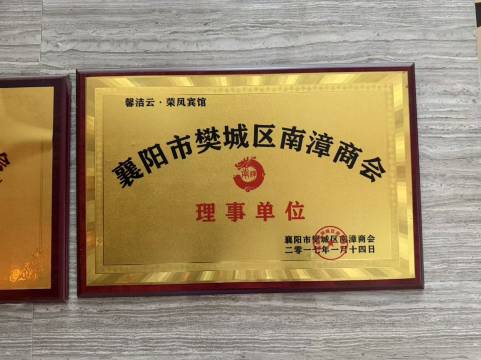 馨洁云·荣凤宾馆
襄阳市樊城区南漳商会
理事单位
襄阳市樊城区南漳商会
二零一七年一月十四日